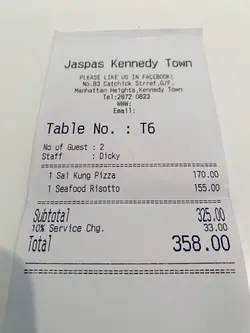 Jaspas Kennedy Town
PLEASE LIKE US IN FACEBOOK!
No.83 Catchick Strret,G/F,
Manhattan Heights,Kennedy Town
Tel:2872 0823
WWW:
Email:
Table No. : T6
No of Guest : 2
Staff : Dicky
1 Sai Kung Pizza 170.00
1 Seafood Risotto 155.00
Subtotal 325.00
10% Service Chg. 33.00
Total 358.00